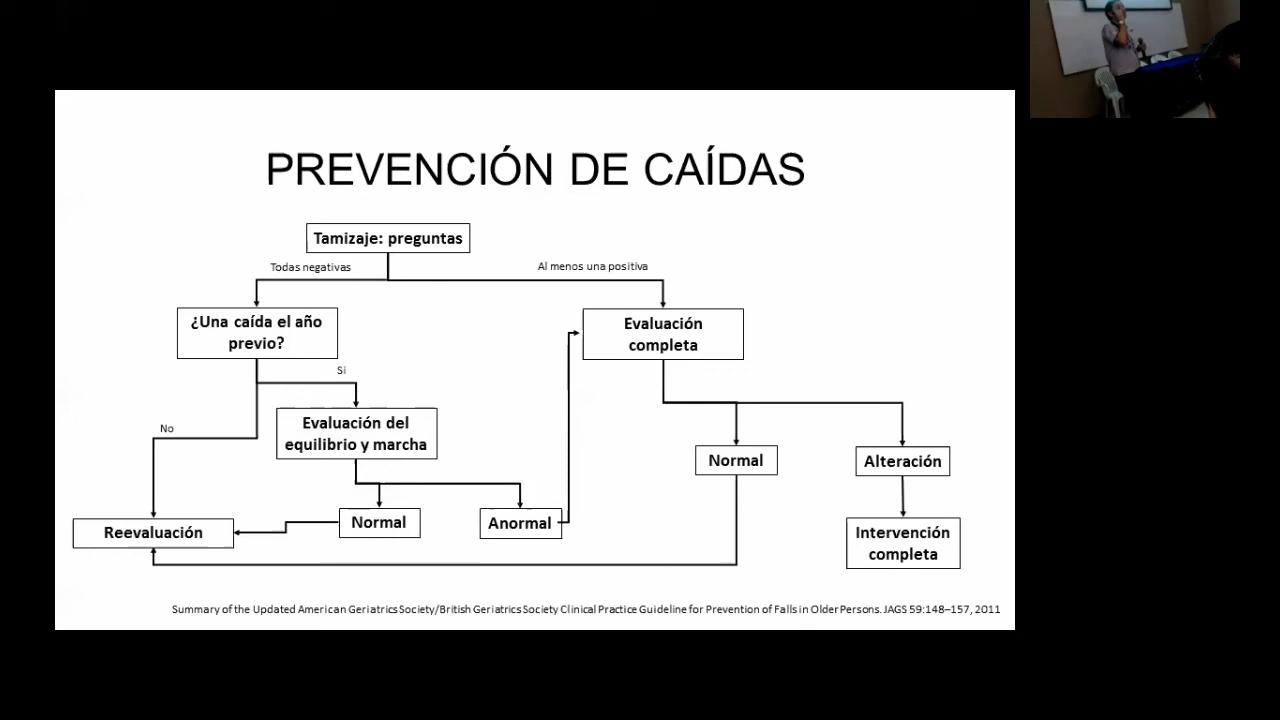 PREVENCIÓN DE CAÍDAS
Tamizaje: preguntas
Todas negativas
Al menos una positiva
¿Una caída el año
previo?
Evaluación
completa
Si
No
Evaluación del
equilibrio y marcha
Normal
Alteración
Reevaluación
Normal
Anormal
Intervención
completa
Summary of the Updated American Geriatrics Society/British Geriatrics Society Clinical Practice Guideline for Prevention of Falls in Older Persons. JAGS 59:148–157, 2011